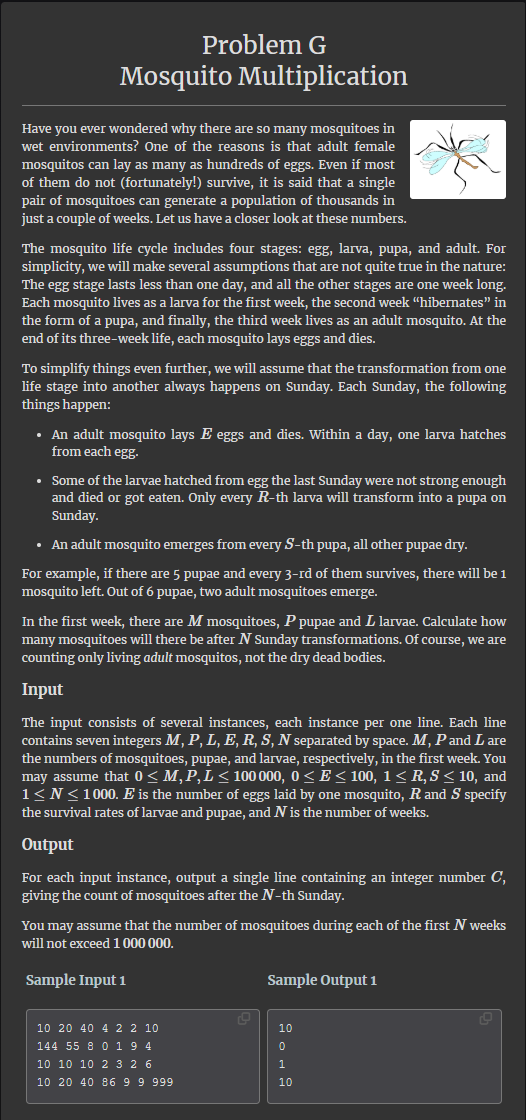 Problem G
Mosquito Multiplication
Have you ever wondered why there are so many mosquitoes in
wet environments? One of the reasons is that adult female
mosquitos can lay as many as hundreds of eggs. Even if most
of them do not (fortunately!) survive, it is said that a single
pair of mosquitoes can generate a population of thousands in
just a couple of weeks. Let us have a closer look at these numbers.
The mosquito life cycle includes four stages: egg, larva, pupa, and adult. For
simplicity, we will make several assumptions that are not quite true in the nature:
The egg stage lasts less than one day, and all the other stages are one week long.
Each mosquito lives as a larva for the first week, the second week “hibernates” in
the form of a pupa, and finally, the third week lives as an adult mosquito. At the
end of its three-week life, each mosquito lays eggs and dies.
To simplify things even further, we will assume that the transformation from one
life stage into another always happens on Sunday. Each Sunday, the following
things happen:
• An adult mosquito lays E eggs and dies. Within a day, one larva hatches
from each egg.
• Some of the larvae hatched from egg the last Sunday were not strong enough
and died or got eaten. Only every R-th larva will transform into a pupa on
Sunday.
• An adult mosquito emerges from every S-th pupa, all other pupae dry.
For example, if there are 5 pupae and every 3-rd of them survives, there will be 1
mosquito left. Out of 6 pupae, two adult mosquitoes emerge.
In the first week, there are M mosquitoes, P pupae and L larvae. Calculate how
many mosquitoes will there be after N Sunday transformations. Of course, we are
counting only living adult mosquitos, not the dry dead bodies.
Input
The input consists of several instances, each instance per one line. Each line
contains seven integers M, P, L, E, R, S, N separated by space. M, P and L are
the numbers of mosquitoes, pupae, and larvae, respectively, in the first week. You
may assume that 0 ≤ M, P, L ≤ 100 000, 0 ≤ E ≤ 100, 1 ≤ R, S ≤ 10, and
1 ≤ N ≤ 1 000. E is the number of eggs laid by one mosquito, R and S specify
the survival rates of larvae and pupae, and N is the number of weeks.
Output
For each input instance, output a single line containing an integer number C,
giving the count of mosquitoes after the N-th Sunday.
You may assume that the number of mosquitoes during each of the first N weeks
will not exceed 1 000 000.
Sample Input 1
10 20 40 4 2 2 10
144 55 8 0 1 9 4
10 10 10 2 3 2 6
10 20 40 86 9 9 999
Sample Output 1
10
0
1
10